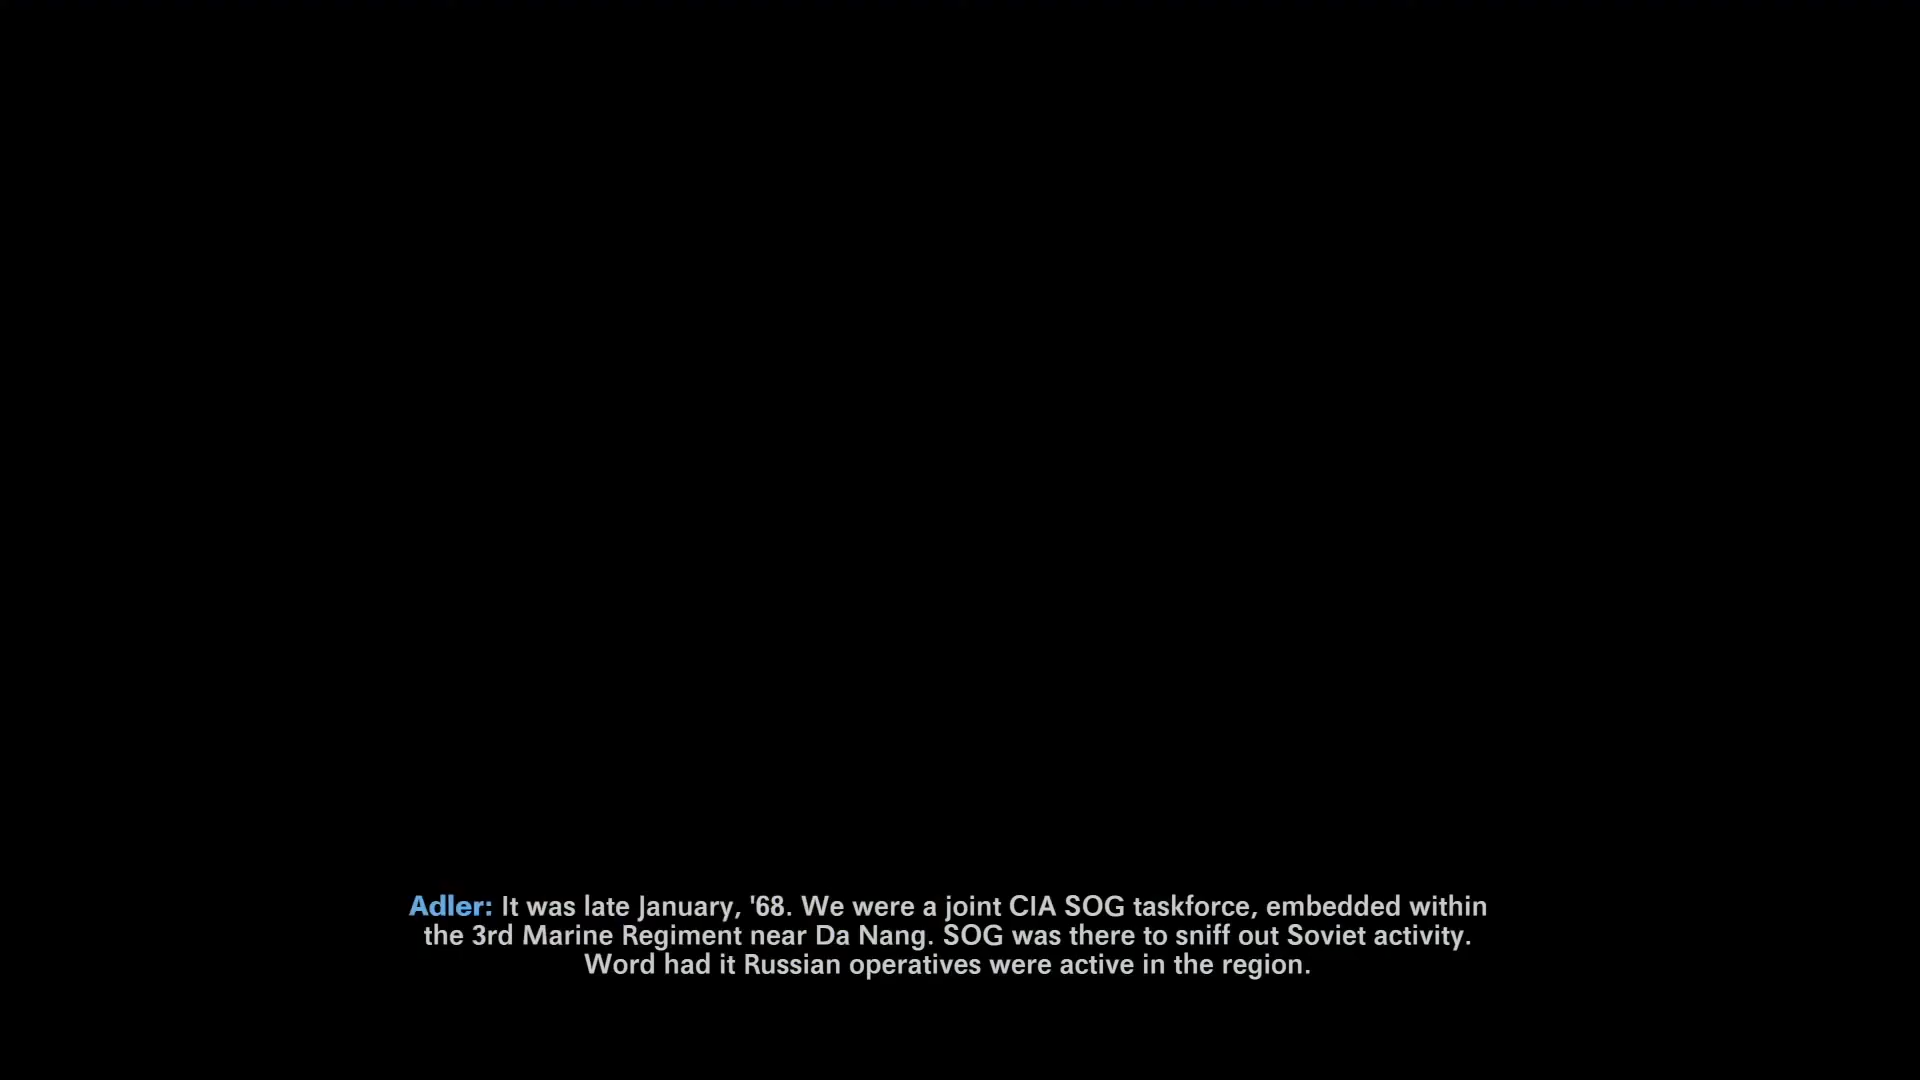 Adler: It was late January, '68. We were a joint CIA SOG taskforce, embedded within
the 3rd Marine Regiment near Da Nang. SOG was there to sniff out Soviet activity.
Word had it Russian operatives were active in the region.